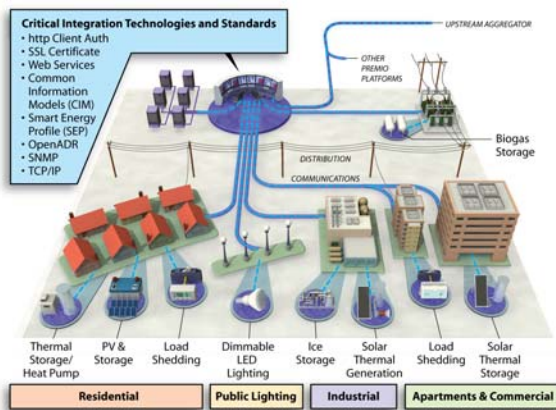 Critical Integration Technologies and Standards
• http Client Auth
• SSL Certificate
• Web Services
• Common
Information
Models (CIM)
• Smart Energy
Profile (SEP)
• OpenADR
• SNMP
• TCP/IP
UPSTREAM AGGREGATOR
OTHER
PREMIO
PLATFORMS
Biogas
Storage
DISTRIBUTION
COMMUNICATIONS
Thermal
Storage/
Heat Pump
PV &
Storage
Load
Shedding
Dimmable
LED
Lighting
Ice
Storage
Solar
Thermal
Generation
Load
Shedding
Solar
Thermal
Storage
Residential
Public Lighting
Industrial
Apartments & Commercial